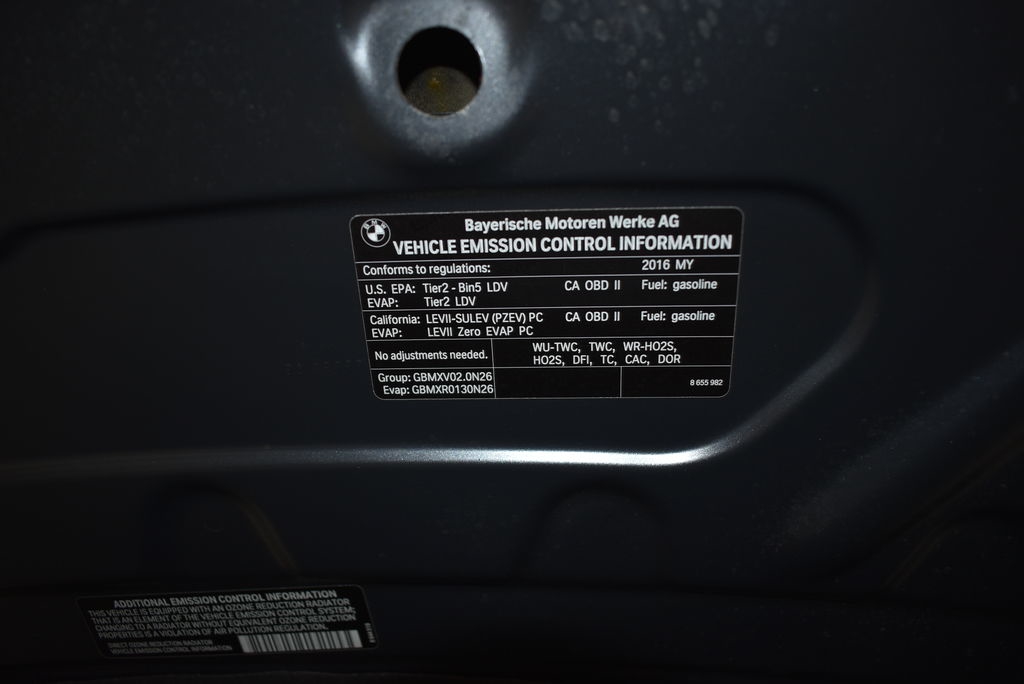 BMW
Bayerische Motoren Werke AG
VEHICLE EMISSION CONTROL INFORMATION
Conforms to regulations: 2016 MY
U.S. EPA: Tier2 - Bin5 LDV CA OBD II Fuel: gasoline
EVAP: Tier2 LDV
California: LEVII-SULEV (PZEV) PC CA OBD II Fuel: gasoline
EVAP: LEVII Zero EVAP PC
No adjustments needed.
WU-TWC, TWC, WR-HO2S,
HO2S, DFI, TC, CAC, DOR
Group: GBMXV02.0N26
Evap: GBMXR0130N26
8 655 982
ADDITIONAL EMISSION CONTROL INFORMATION
THIS VEHICLE IS EQUIPPED WITH AN OZONE REDUCTION RADIATOR
THAT IS AN ELEMENT OF THE VEHICLE EMISSION CONTROL SYSTEM;
CHANGING TO A RADIATOR WITHOUT EQUIVALENT OZONE REDUCTION
PROPERTIES IS A VIOLATION OF AIR POLLUTION REGULATION.
DIRECT OZONE REDUCTION RADIATOR
VEHICLE EMISSION CONTROL INFORMATION